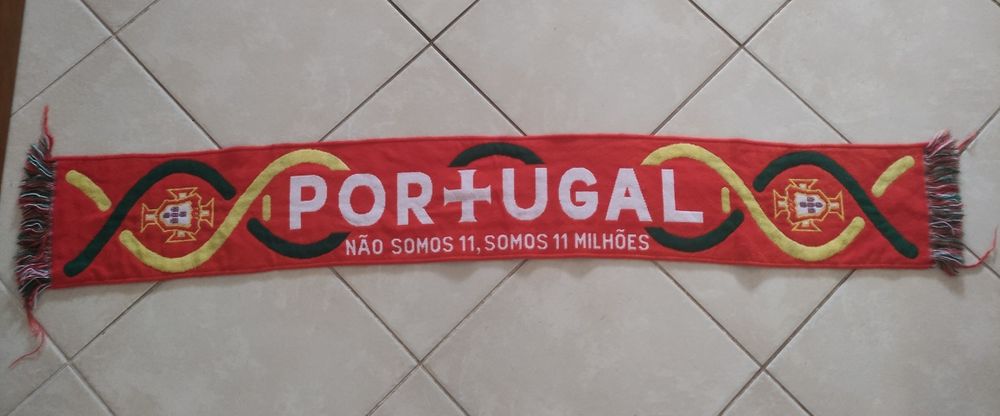 PORTUGAL
NÃO SOMOS 11, SOMOS 11 MILHÕES